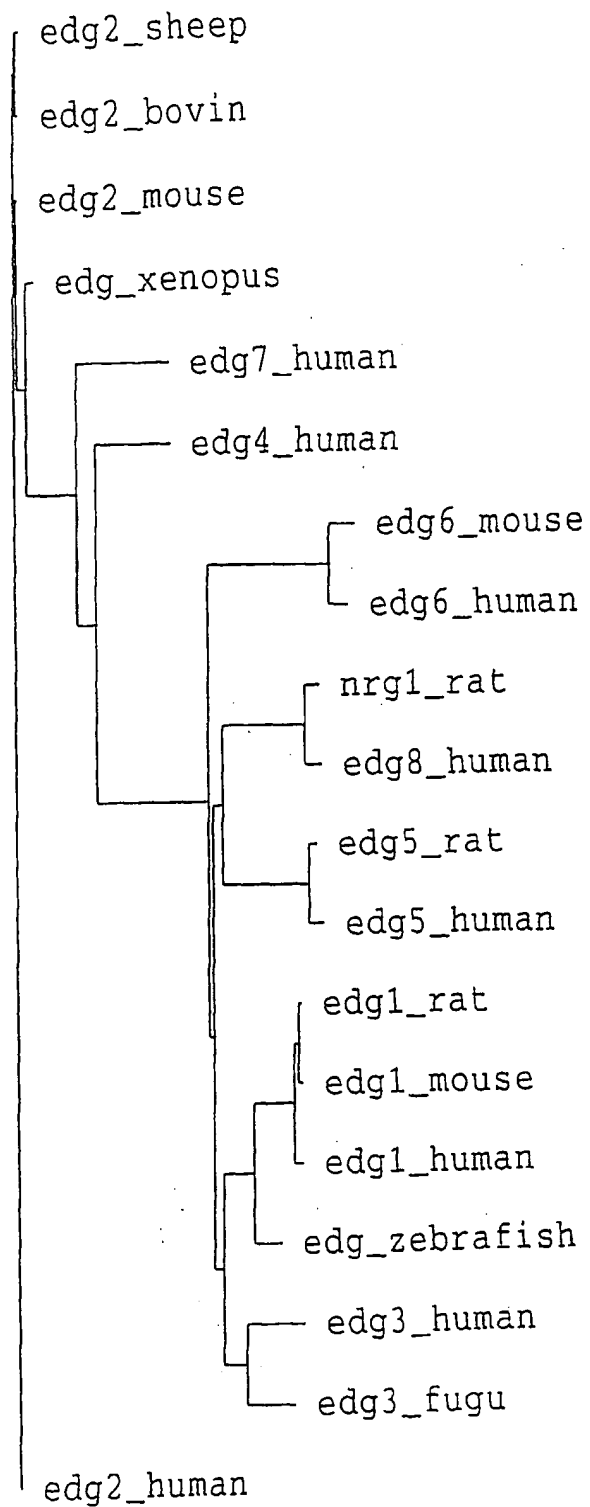 edg2_sheep
edg2_bovin
edg2_mouse
edg_xenopus
edg7_human
edg4_human
edg6_mouse
edg6_human
nrg1_rat
edg8_human
edg5_rat
edg5_human
edg1_rat
edg1_mouse
edg1_human
edg_zebrafish
edg3_human
edg3_fugu
edg2_human